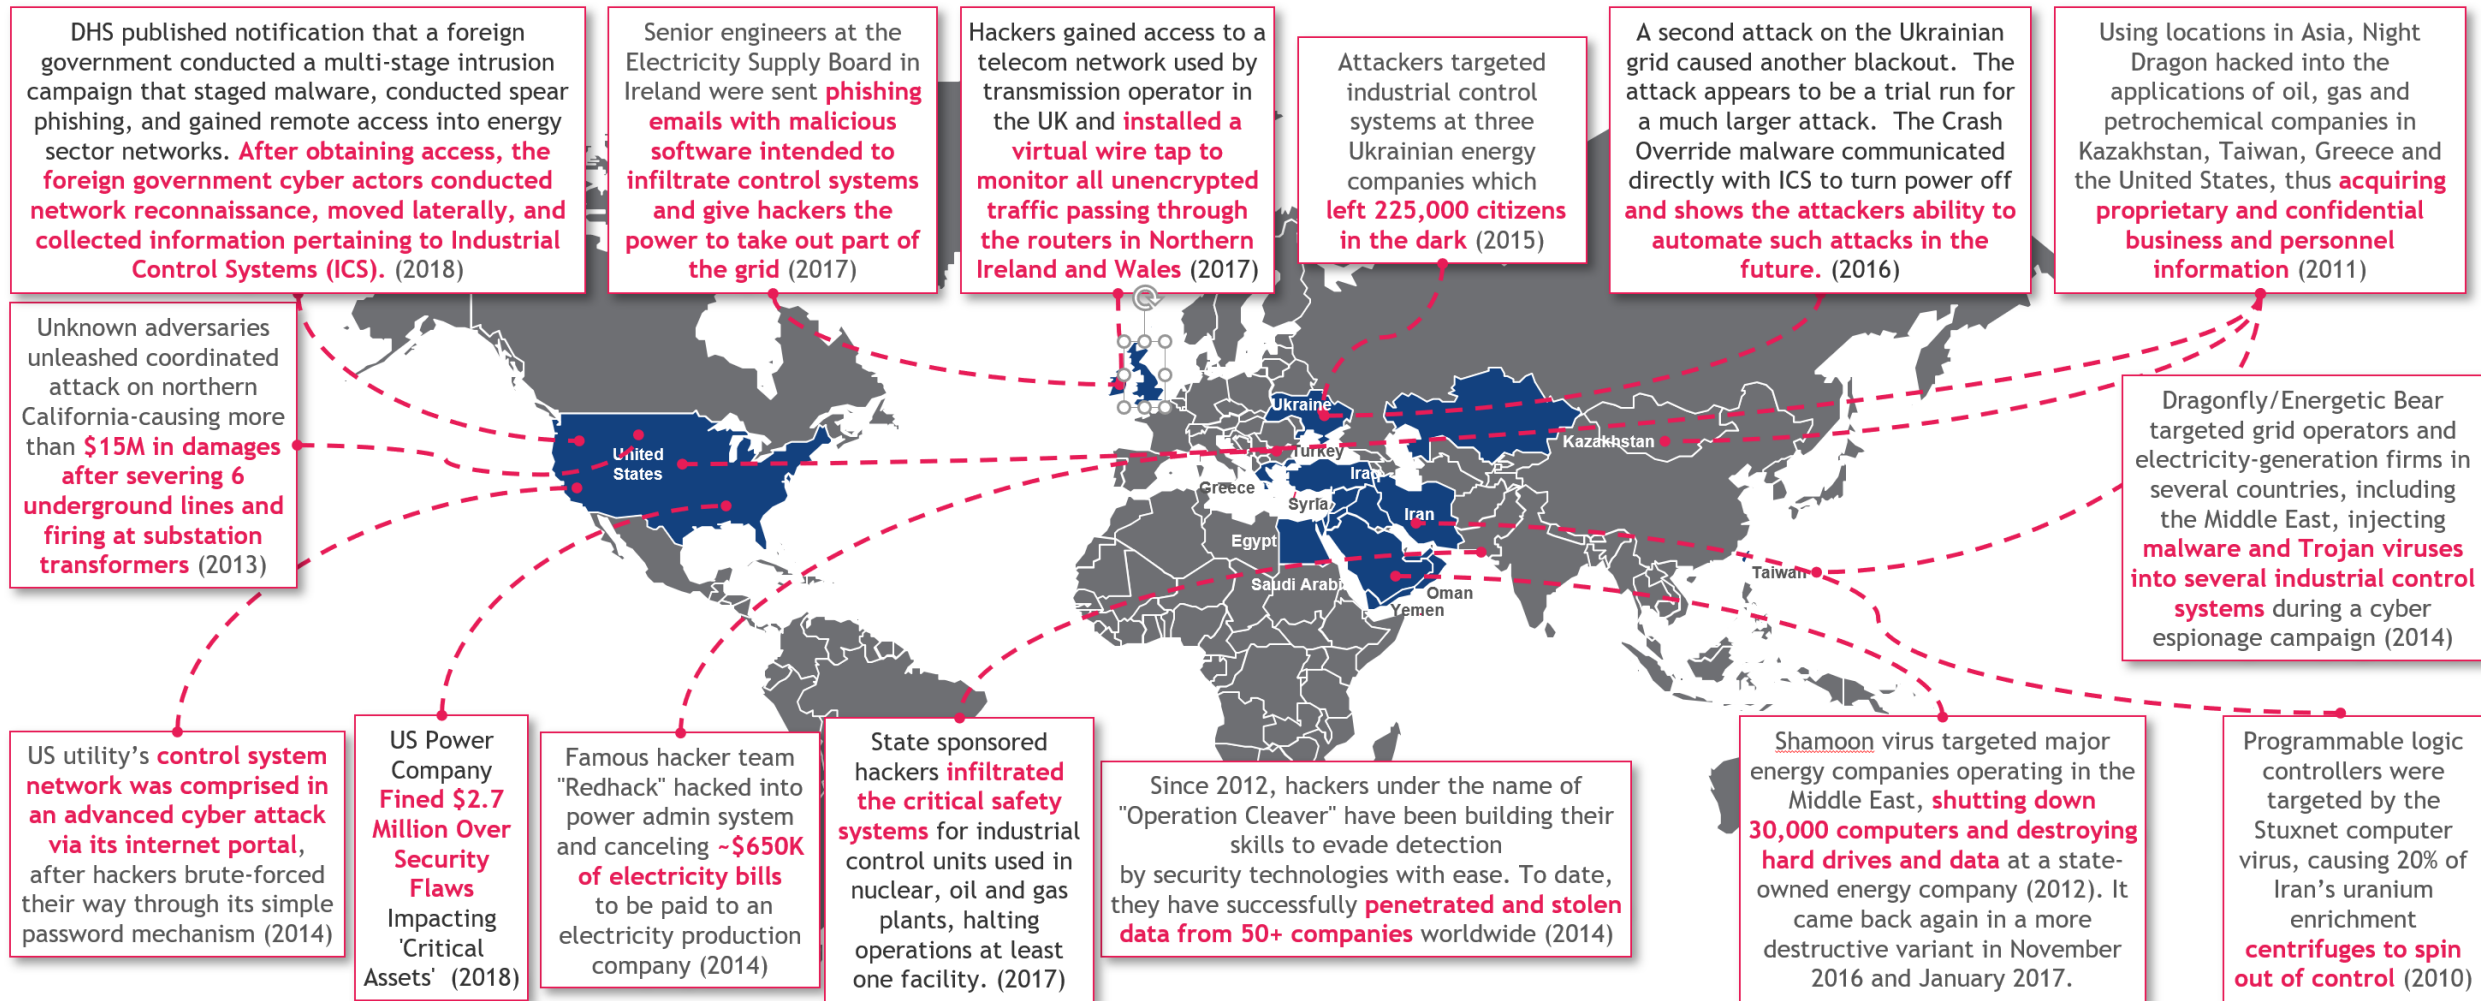 DHS published notification that a foreign
government conducted a multi-stage intrusion
campaign that staged malware, conducted spear
phishing, and gained remote access into energy
sector networks. After obtaining access, the
foreign government cyber actors conducted
network reconnaissance, moved laterally, and
collected information pertaining to Industrial
Control Systems (ICS). (2018)
Senior engineers at the
Electricity Supply Board in
Ireland were sent phishing
emails with malicious
software intended to
infiltrate control systems
and give hackers the
power to take out part of
the grid (2017)
Hackers gained access to a
telecom network used by
transmission operator in
the UK and installed a
virtual wire tap to
monitor all unencrypted
traffic passing through
the routers in Northern
Ireland and Wales (2017)
Attackers targeted
industrial control
systems at three
Ukrainian energy
companies which
left 225,000 citizens
in the dark (2015)
A second attack on the Ukrainian
grid caused another blackout. The
attack appears to be a trial run for
a much larger attack. The Crash
Override malware communicated
directly with ICS to turn power off
and shows the attackers ability to
automate such attacks in the
future. (2016)
Using locations in Asia, Night
Dragon hacked into the
applications of oil, gas and
petrochemical companies in
Kazakhstan, Taiwan, Greece and
the United States, thus acquiring
proprietary and confidential
business and personnel
information (2011)
Unknown adversaries
unleashed coordinated
attack on northern
California-causing more
than $15M in damages
after severing 6
underground lines and
firing at substation
transformers (2013)
United
States
Ukraine
Kazakhstan
Turkey
Greece
Iraq
Syria
Iran
Egypt
Saudi Arabi
Oman
Yemen
Taiwan
Dragonfly/Energetic Bear
targeted grid operators and
electricity-generation firms in
several countries, including
the Middle East, injecting
malware and Trojan viruses
into several industrial control
systems during a cyber
espionage campaign (2014)
US utility’s control system
network was comprised in
an advanced cyber attack
via its internet portal,
after hackers brute-forced
their way through its simple
password mechanism (2014)
US Power
Company
Fined $2.7
Million Over
Security
Flaws
Impacting
'Critical
Assets' (2018)
Famous hacker team
"Redhack" hacked into
power admin system
and canceling ~$650K
of electricity bills
to be paid to an
electricity production
company (2014)
State sponsored
hackers infiltrated
the critical safety
systems for industrial
control units used in
nuclear, oil and gas
plants, halting
operations at least
one facility. (2017)
Since 2012, hackers under the name of
"Operation Cleaver" have been building their
skills to evade detection
by security technologies with ease. To date,
they have successfully penetrated and stolen
data from 50+ companies worldwide (2014)
Shamoon virus targeted major
energy companies operating in the
Middle East, shutting down
30,000 computers and destroying
hard drives and data at a state-
owned energy company (2012). It
came back again in a more
destructive variant in November
2016 and January 2017.
Programmable logic
controllers were
targeted by the
Stuxnet computer
virus, causing 20% of
Iran’s uranium
enrichment
centrifuges to spin
out of control (2010)